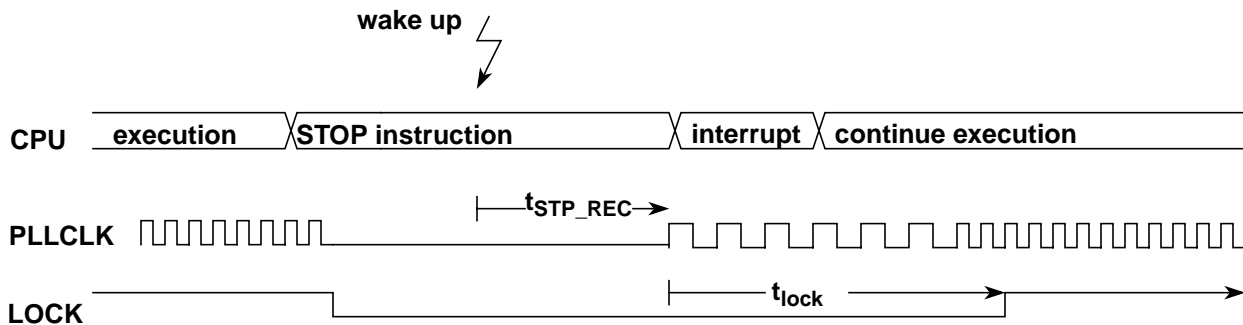 wake up
CPU execution STOP instruction interrupt continue execution
tSTP_REC
PLLCLK
tlock
LOCK